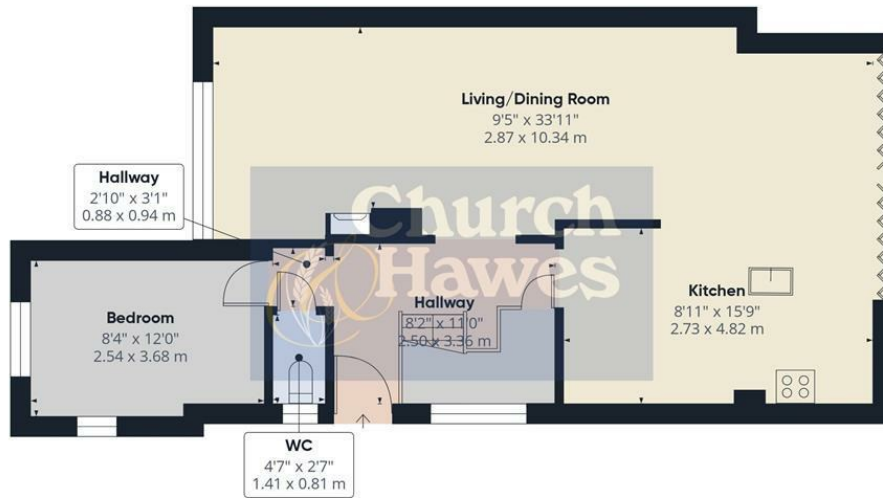 Living/Dining Room
9'5" x 33'11"
2.87 x 10.34 m
Hallway
2'10" x 3'1"
0.88 x 0.94 m
Church
Hawes
Bedroom
8'4" x 12'0"
2.54 x 3.68 m
Hallway
8'2" x 11'0"
2.50 x 3.36 m
Kitchen
8'11" x 15'9"
2.73 x 4.82 m
WC
4'7" x 2'7"
1.41 x 0.81 m